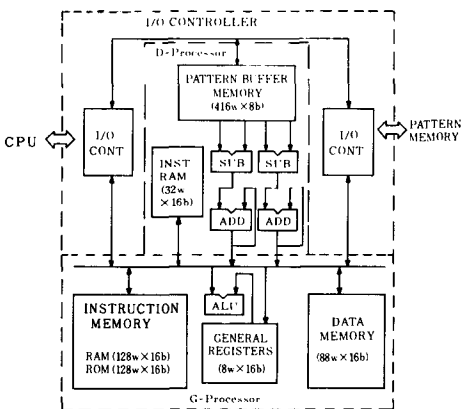 I/O CONTROLLER
D-Processor
PATTERN BUFFER
MEMORY
(416w×8b)
CPU
I/O
CONT
INST
RAM
(32w
×16b)
SUB
SUB
I/O
CONT
PATTERN
MEMORY
ADD
ADD
INSTRUCTION
MEMORY
RAM (128w×16b)
ROM (128w×16b)
ALU
GENERAL
REGISTERS
(8w×16b)
DATA
MEMORY
(88w×16b)
G-Processor